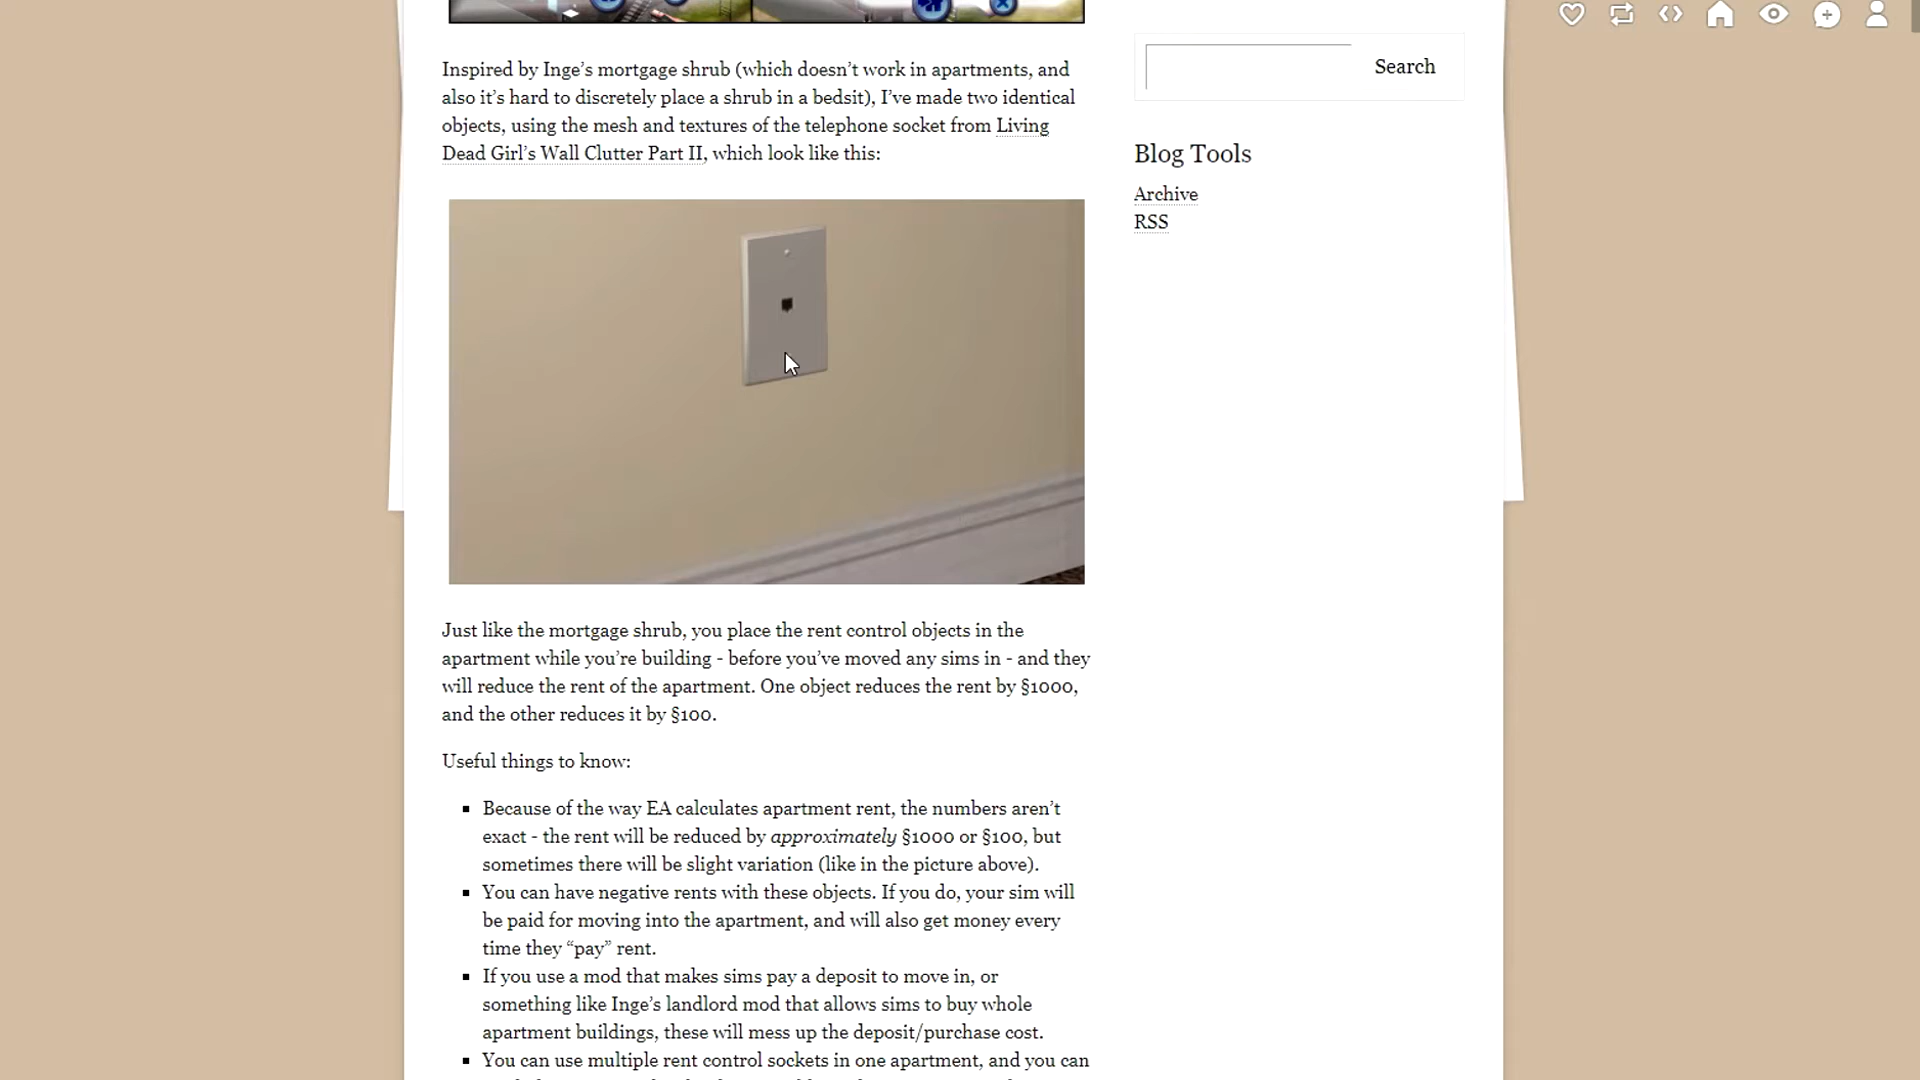 Inspired by Inge’s mortgage shrub (which doesn’t work in apartments, and
also it’s hard to discretely place a shrub in a bedsit), I’ve made two identical
objects, using the mesh and textures of the telephone socket from Living
Dead Girl’s Wall Clutter Part II, which look like this:
Just like the mortgage shrub, you place the rent control objects in the
apartment while you’re building - before you’ve moved any sims in - and they
will reduce the rent of the apartment. One object reduces the rent by §1000,
and the other reduces it by §100.
Useful things to know:
Because of the way EA calculates apartment rent, the numbers aren’t
exact - the rent will be reduced by approximately §1000 or §100, but
sometimes there will be slight variation (like in the picture above).
You can have negative rents with these objects. If you do, your sim will
be paid for moving into the apartment, and will also get money every
time they “pay” rent.
If you use a mod that makes sims pay a deposit to move in, or
something like Inge’s landlord mod that allows sims to buy whole
apartment buildings, these will mess up the deposit/purchase cost.
You can use multiple rent control sockets in one apartment, and you can
Search
Blog Tools
Archive
RSS